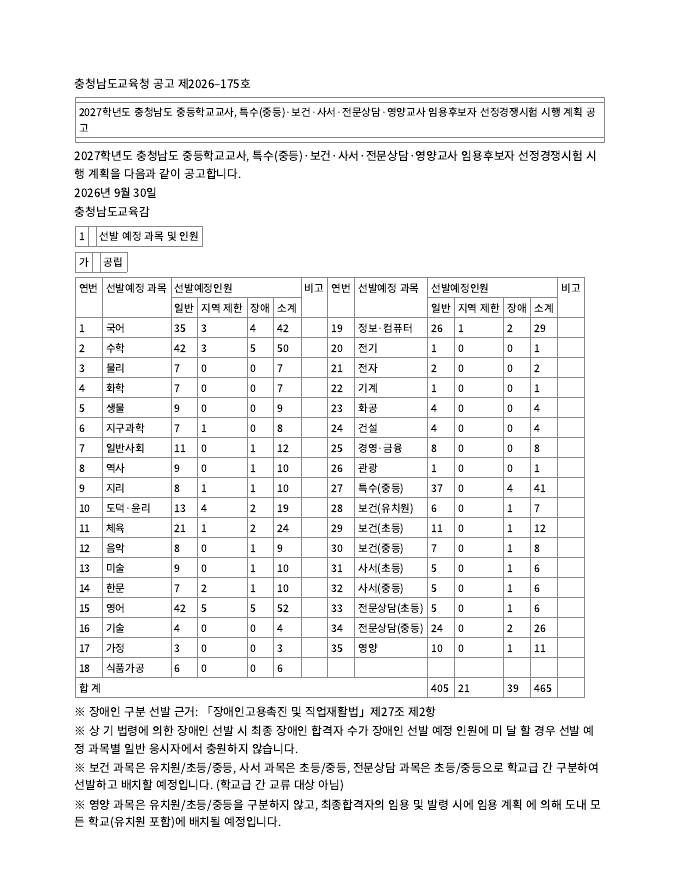 충청남도교육청 공고 제2026–175호
2027학년도 충청남도 중등학교교사, 특수(중등)·보건·사서·전문상담·영양교사 임용후보자 선정경쟁시험 시행 계획 공
고
2027학년도 충청남도 중등학교교사, 특수(중등)·보건·사서·전문상담·영양교사 임용후보자 선정경쟁시험 시
행 계획을 다음과 같이 공고합니다.
2026년 9월 30일
충청남도교육감
1 선발 예정 과목 및 인원
가 공립
연번 선발예정 과목 선발예정인원 비고 연번 선발예정 과목 선발예정인원 비고
일반 지역 제한 장애 소계 일반 지역 제한 장애 소계
1 국어 35 3 4 42 19 정보·컴퓨터 26 1 2 29
2 수학 42 3 5 50 20 전기 1 0 0 1
3 물리 7 0 0 7 21 전자 2 0 0 2
4 화학 7 0 0 7 22 기계 1 0 0 1
5 생물 9 0 0 9 23 화공 4 0 0 4
6 지구과학 7 1 0 8 24 건설 4 0 0 4
7 일반사회 11 0 1 12 25 경영·금융 8 0 0 8
8 역사 9 0 1 10 26 관광 1 0 0 1
9 지리 8 1 1 10 27 특수(중등) 37 0 4 41
10 도덕·윤리 13 4 2 19 28 보건(유치원) 6 0 1 7
11 체육 21 1 2 24 29 보건(초등) 11 0 1 12
12 음악 8 0 1 9 30 보건(중등) 7 0 1 8
13 미술 9 0 1 10 31 사서(초등) 5 0 1 6
14 한문 7 2 1 10 32 사서(중등) 5 0 1 6
15 영어 42 5 5 52 33 전문상담(초등) 5 0 1 6
16 기술 4 0 0 4 34 전문상담(중등) 24 0 2 26
17 가정 3 0 0 3 35 영양 10 0 1 11
18 식품가공 6 0 0 6
합 계 405 21 39 465
※ 장애인 구분 선발 근거: 「장애인고용촉진 및 직업재활법」제27조 제2항
※ 상 기 법령에 의한 장애인 선발 시 최종 장애인 합격자 수가 장애인 선발 예정 인원에 미 달 할 경우 선발 예
정 과목별 일반 응시자에서 충원하지 않습니다.
※ 보건 과목은 유치원/초등/중등, 사서 과목은 초등/중등, 전문상담 과목은 초등/중등으로 학교급 간 구분하여
선발하고 배치할 예정입니다. (학교급 간 교류 대상 아님)
※ 영양 과목은 유치원/초등/중등을 구분하지 않고, 최종합격자의 임용 및 발령 시에 임용 계획 에 의해 도내 모
든 학교(유치원 포함)에 배치될 예정입니다.